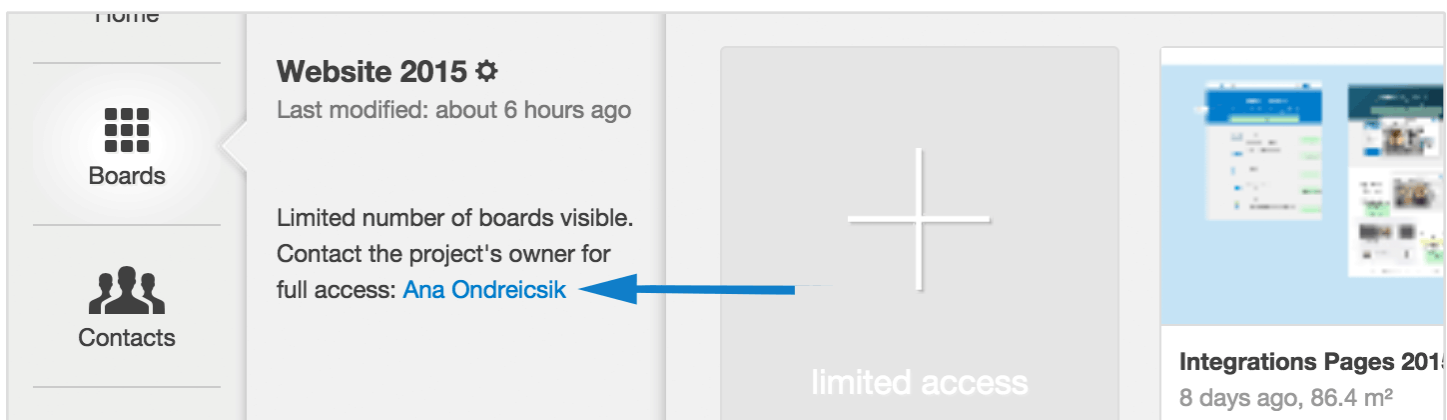 Home
Boards
Contacts
Website 2015
Last modified: about 6 hours ago
Limited number of boards visible.
Contact the project's owner for
full access: Ana Ondreicsik
limited access
Integrations Pages 201
8 days ago, 86.4 m²